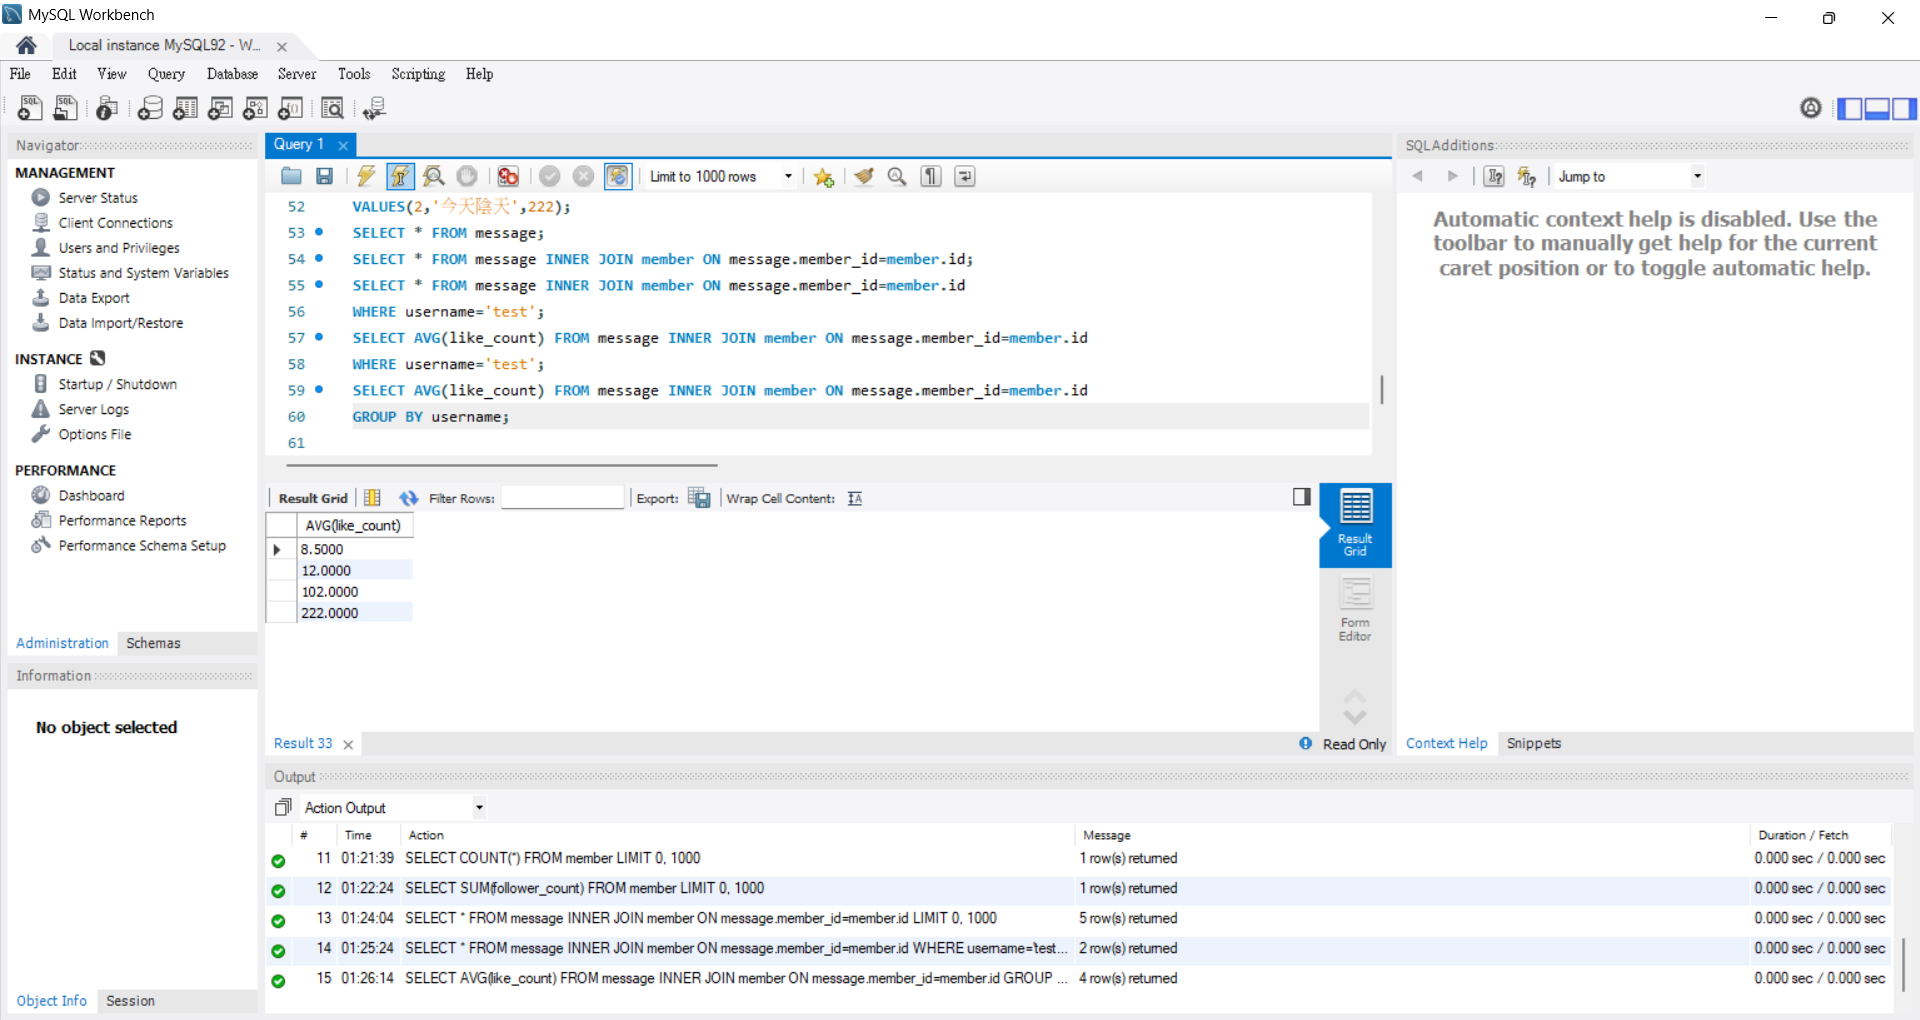 MySQL Workbench
Local instance MySQL92 - W... ×
File Edit View Query Database Server Tools Scripting Help
Navigator
MANAGEMENT
Server Status
Client Connections
Users and Privileges
Status and System Variables
Data Export
Data Import/Restore
INSTANCE
Startup / Shutdown
Server Logs
Options File
PERFORMANCE
Dashboard
Performance Reports
Performance Schema Setup
Administration Schemas
Information
No object selected
Object Info Session
Query 1 ×
Limit to 1000 rows
52 VALUES(2,'今天陰天',222);
53 SELECT * FROM message;
54 SELECT * FROM message INNER JOIN member ON message.member_id=member.id;
55 SELECT * FROM message INNER JOIN member ON message.member_id=member.id
56 WHERE username='test';
57 SELECT AVG(like_count) FROM message INNER JOIN member ON message.member_id=member.id
58 WHERE username='test';
59 SELECT AVG(like_count) FROM message INNER JOIN member ON message.member_id=member.id
60 GROUP BY username;
61
Result Grid Filter Rows: Export: Wrap Cell Content:
AVG(like_count)
8.5000
12.0000
102.0000
222.0000
Result
Grid
Form
Editor
Result 33 × Read Only
SQLAdditions
Jump to
Automatic context help is disabled. Use the
toolbar to manually get help for the current
caret position or to toggle automatic help.
Context Help Snippets
Output
Action Output
# Time Action Message Duration / Fetch
11 01:21:39 SELECT COUNT(*) FROM member LIMIT 0, 1000 1 row(s) returned 0.000 sec / 0.000 sec
12 01:22:24 SELECT SUM(follower_count) FROM member LIMIT 0, 1000 1 row(s) returned 0.000 sec / 0.000 sec
13 01:24:04 SELECT * FROM message INNER JOIN member ON message.member_id=member.id LIMIT 0, 1000 5 row(s) returned 0.000 sec / 0.000 sec
14 01:25:24 SELECT * FROM message INNER JOIN member ON message.member_id=member.id WHERE username='test... 2 row(s) returned 0.000 sec / 0.000 sec
15 01:26:14 SELECT AVG(like_count) FROM message INNER JOIN member ON message.member_id=member.id GROUP ... 4 row(s) returned 0.000 sec / 0.000 sec